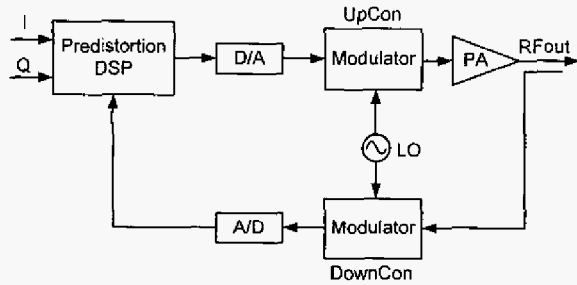 UpCon
I
Q
Predistortion
DSP
D/A
Modulator
PA
RFout
LO
A/D
Modulator
DownCon